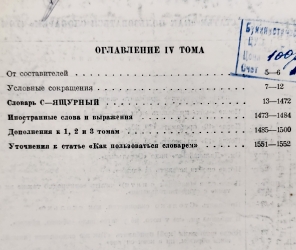 ОГЛАВЛЕНИЕ IV ТОМА
От составителей 5—6
Условные сокращения 7—12
Словарь С—ЯЩУРНЫЙ 13—1472
Иностранные слова и выражения 1473—1484
Дополнения к 1, 2 и 3 томам 1485—1500
Уточнения к статье «Как пользоваться словарем» 1551—1552